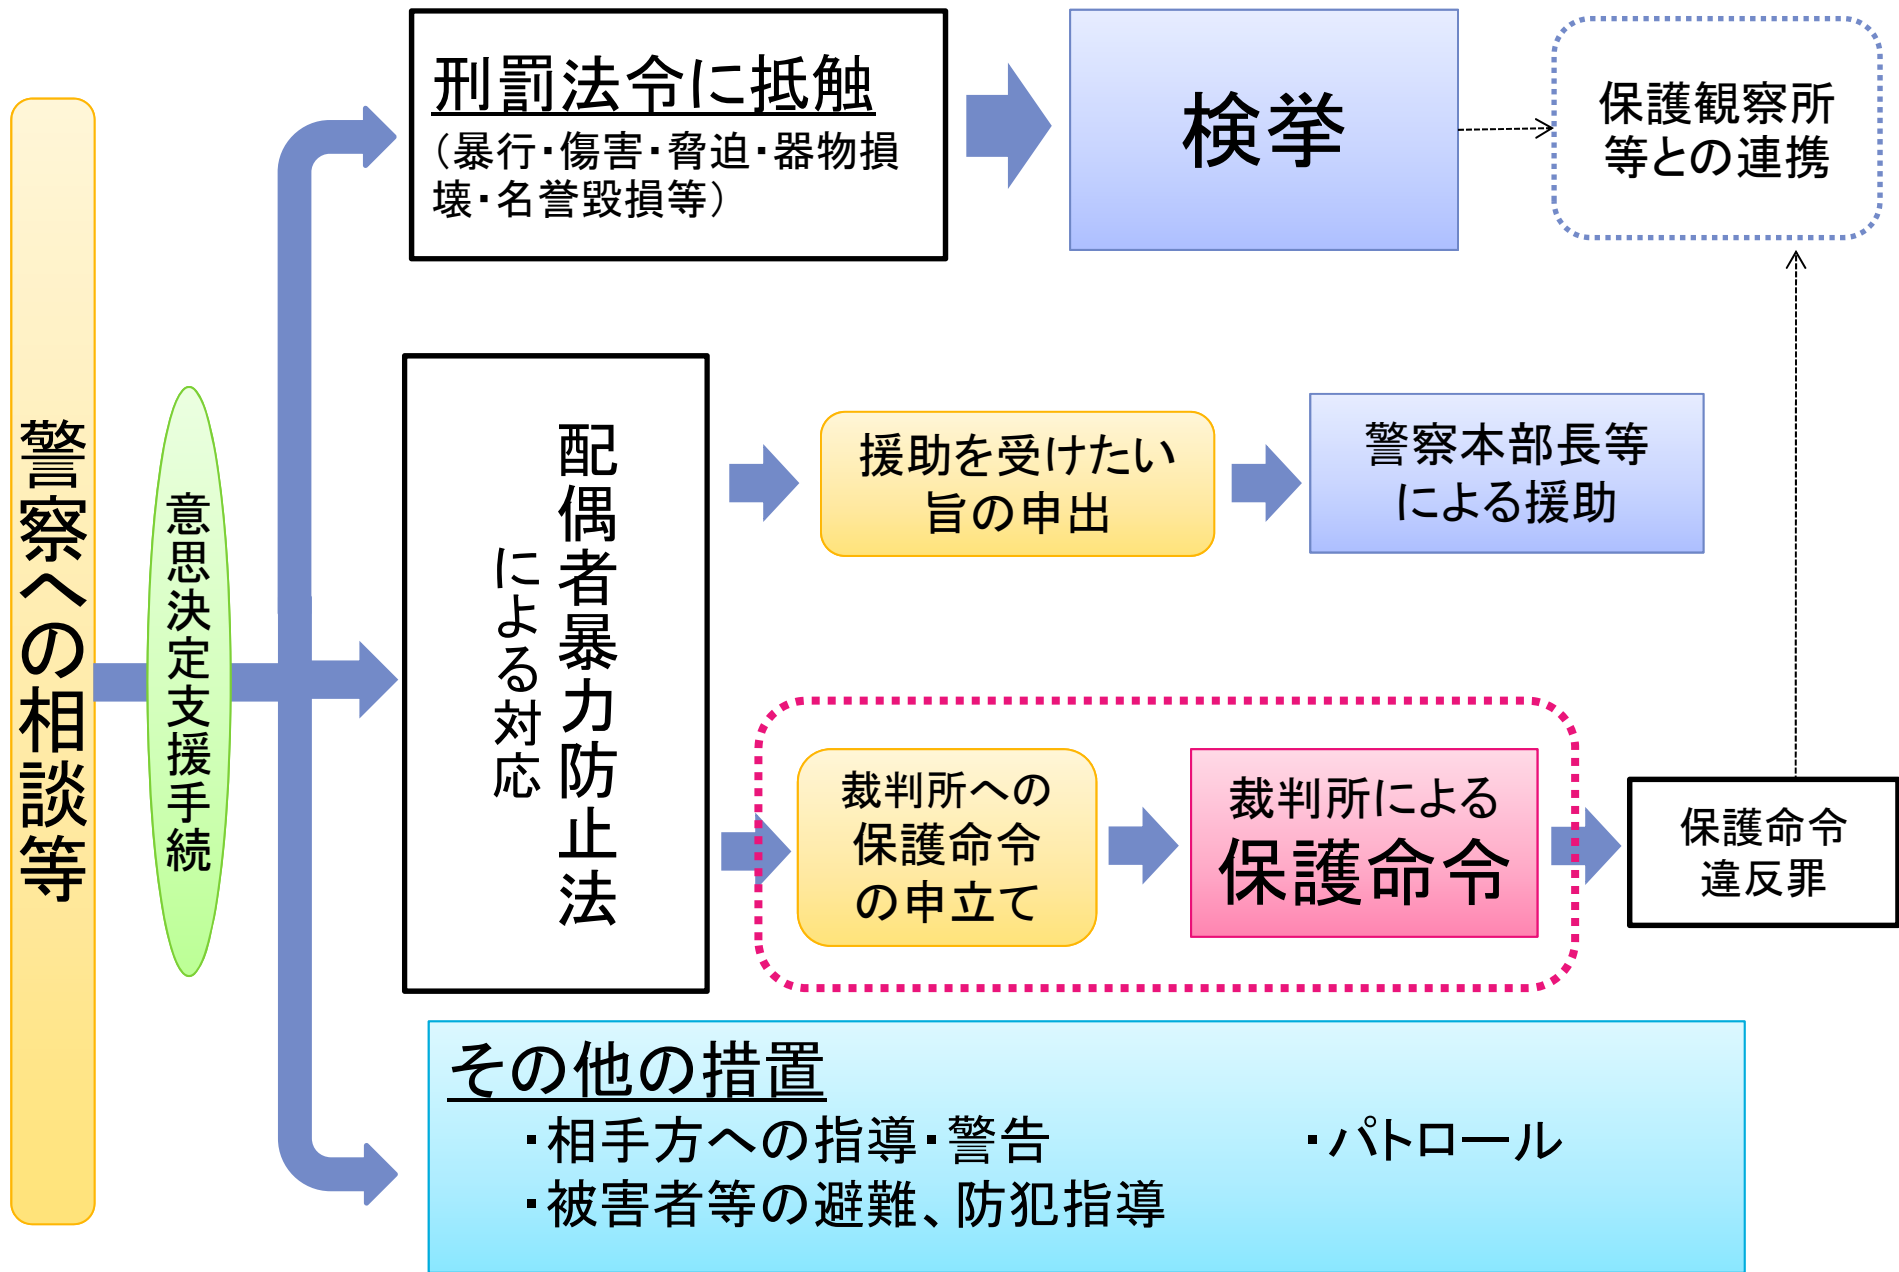 警察への相談等
意思決定支援手続
刑罰法令に抵触
（暴行・傷害・脅迫・器物損
壊・名誉毀損等）
検挙
保護観察所
等との連携
配偶者暴力防止法
による対応
援助を受けたい
旨の申出
警察本部長等
による援助
裁判所への
保護命令
の申立て
裁判所による
保護命令
保護命令
違反罪
その他の措置
・相手方への指導・警告
・パトロール
・被害者等の避難、防犯指導